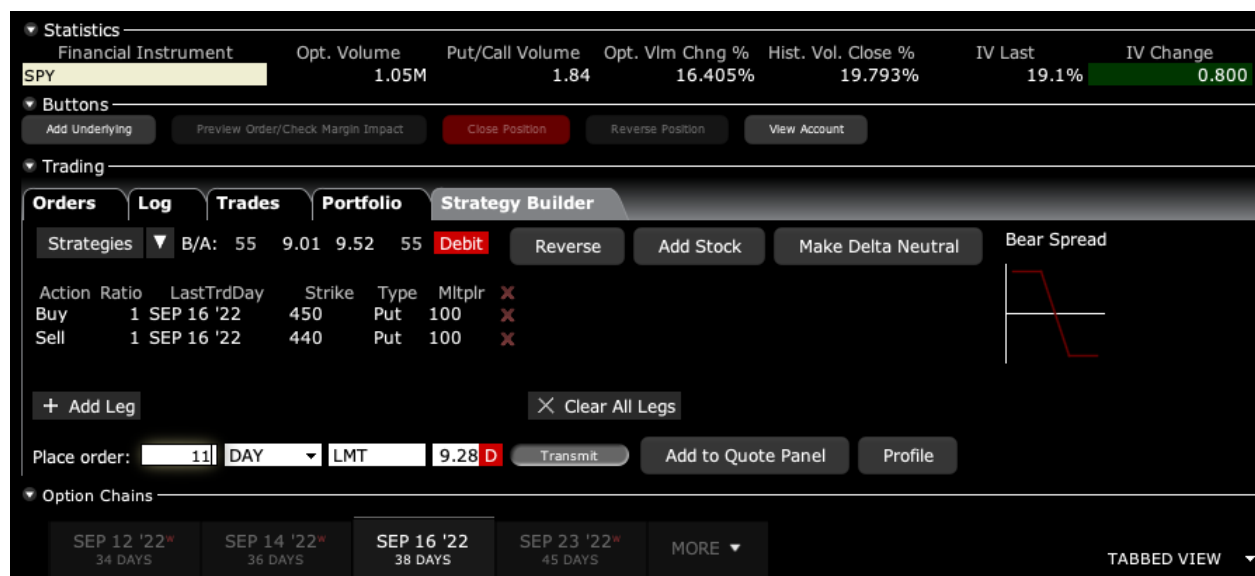 Statistics
Financial Instrument Opt. Volume Put/Call Volume Opt. Vlm Chng % Hist. Vol. Close % IV Last IV Change
SPY 1.05M 1.84 16.405% 19.793% 19.1% 0.800
Buttons
Add Underlying Preview Order/Check Margin Impact Close Position Reverse Position View Account
Trading
Orders Log Trades Portfolio Strategy Builder
Strategies B/A: 55 9.01 9.52 55 Debit Reverse Add Stock Make Delta Neutral Bear Spread
Action Ratio LastTrdDay Strike Type Mltplr
Buy 1 SEP 16 '22 450 Put 100
Sell 1 SEP 16 '22 440 Put 100
+ Add Leg Clear All Legs
Place order: 11 DAY LMT 9.28 D Transmit Add to Quote Panel Profile
Option Chains
SEP 12 '22w SEP 14 '22w SEP 16 '22 SEP 23 '22w MORE
34 DAYS 36 DAYS 38 DAYS 45 DAYS
TABBED VIEW